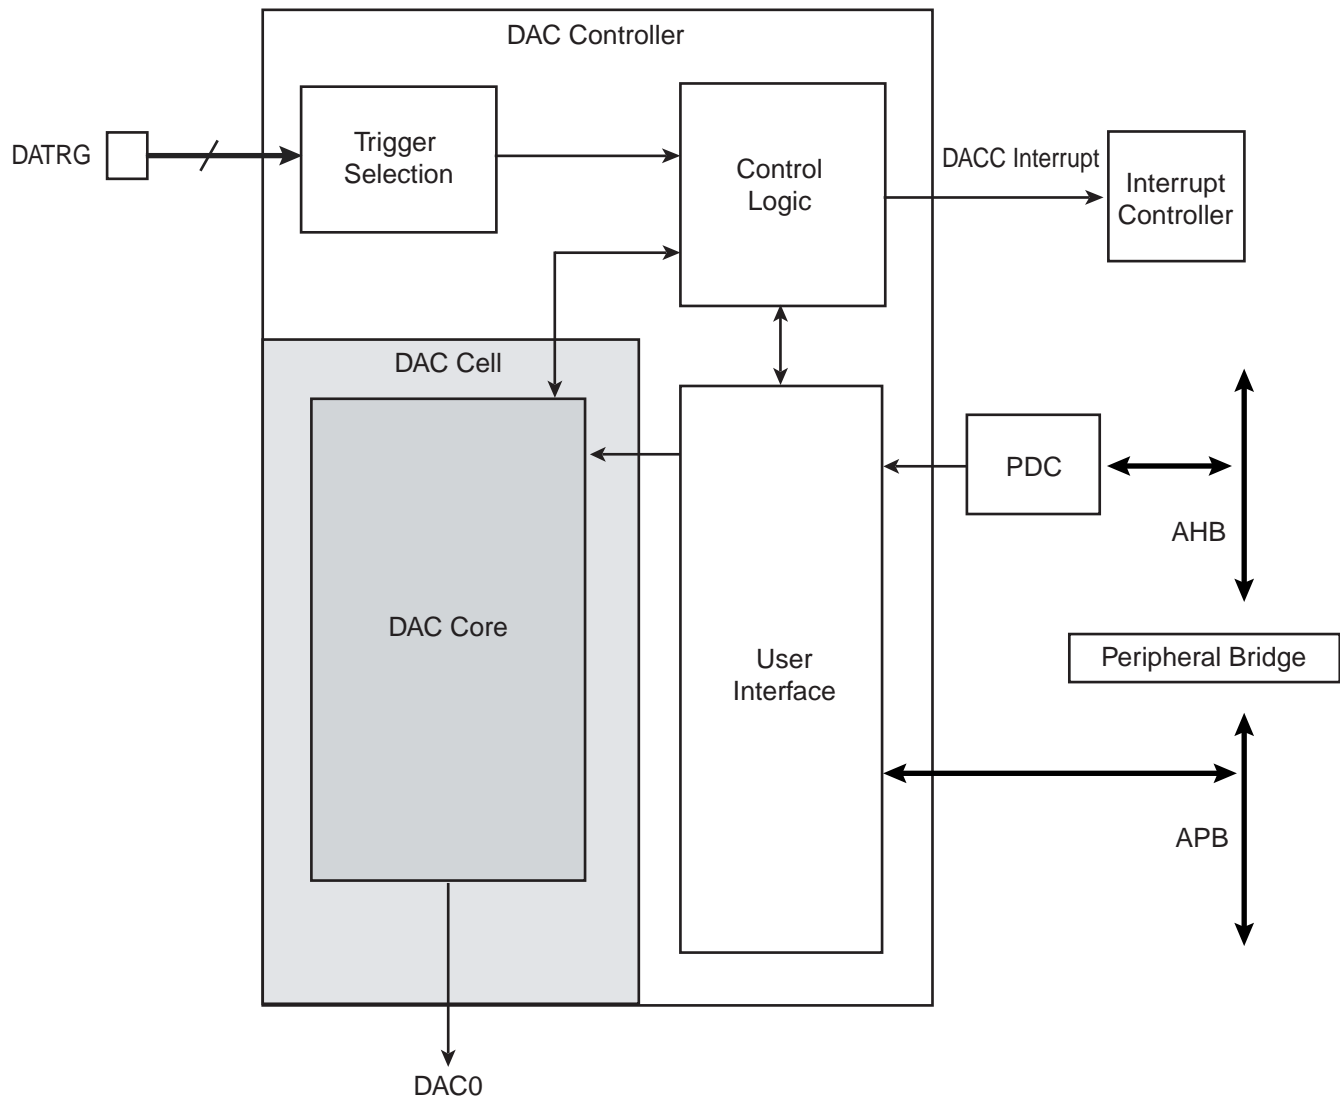 DAC Controller
DATRG
Trigger
Selection
Control
Logic
DACC Interrupt
Interrupt
Controller
DAC Cell
PDC
AHB
DAC Core
User
Interface
Peripheral Bridge
APB
DAC0